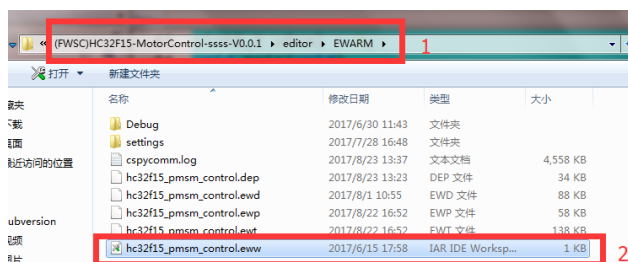 (FWSC)HC32F15-MotorControl-ssss-V0.0.1 ▸ editor ▸ EWARM ▸
1
打开 新建文件夹
名称 修改日期 类型 大小
Debug 2017/6/30 11:43 文件夹
settings 2017/7/28 16:48 文件夹
cspycomm.log 2017/8/23 13:37 文本文档 4,558 KB
最近访问的位置
hc32f15_pmsm_control.dep 2017/8/23 13:23 DEP 文件 34 KB
hc32f15_pmsm_control.ewd 2017/8/1 10:55 EWD 文件 88 KB
ubversion
hc32f15_pmsm_control.ewp 2017/8/22 16:52 EWP 文件 58 KB
hc32f15_pmsm_control.ewt 2017/8/22 16:52 EWT 文件 138 KB
hc32f15_pmsm_control.eww 2017/6/15 17:58 IAR IDE Worksp... 1 KB
2